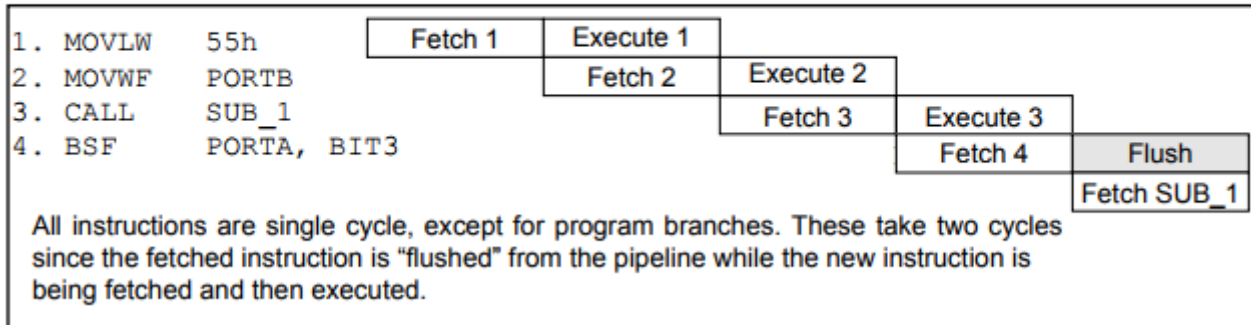 1. MOVLW 55h Fetch 1 Execute 1
2. MOVWF PORTB Fetch 2 Execute 2
3. CALL SUB_1 Fetch 3 Execute 3
4. BSF PORTA, BIT3 Fetch 4 Flush
Fetch SUB_1
All instructions are single cycle, except for program branches. These take two cycles
since the fetched instruction is “flushed” from the pipeline while the new instruction is
being fetched and then executed.